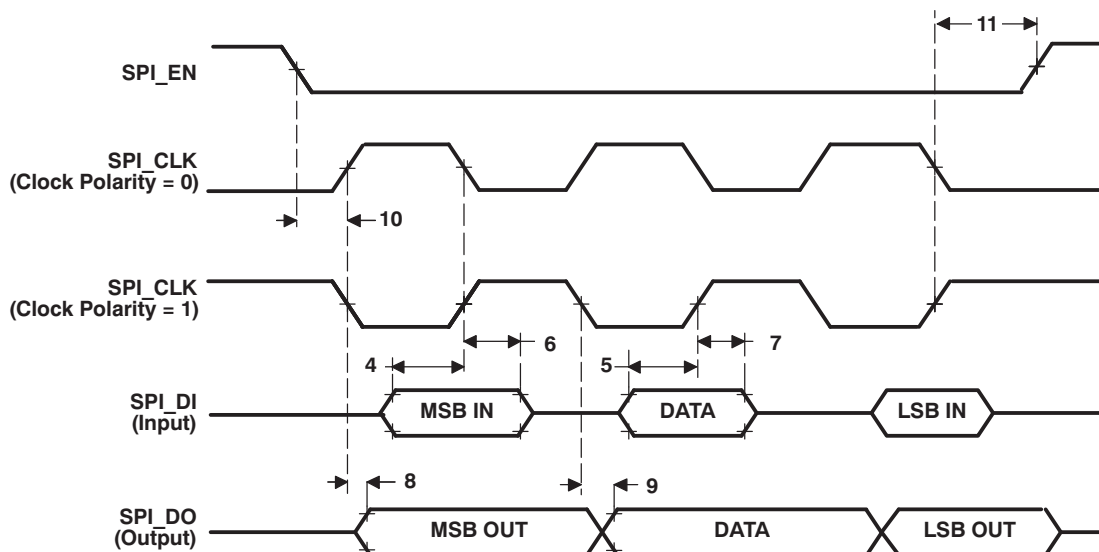 11
SPI_EN
SPI_CLK
(Clock Polarity = 0)
10
SPI_CLK
(Clock Polarity = 1)
6
7
4
5
SPI_DI
(Input)
MSB IN
DATA
LSB IN
8
9
SPI_DO
(Output)
MSB OUT
DATA
LSB OUT